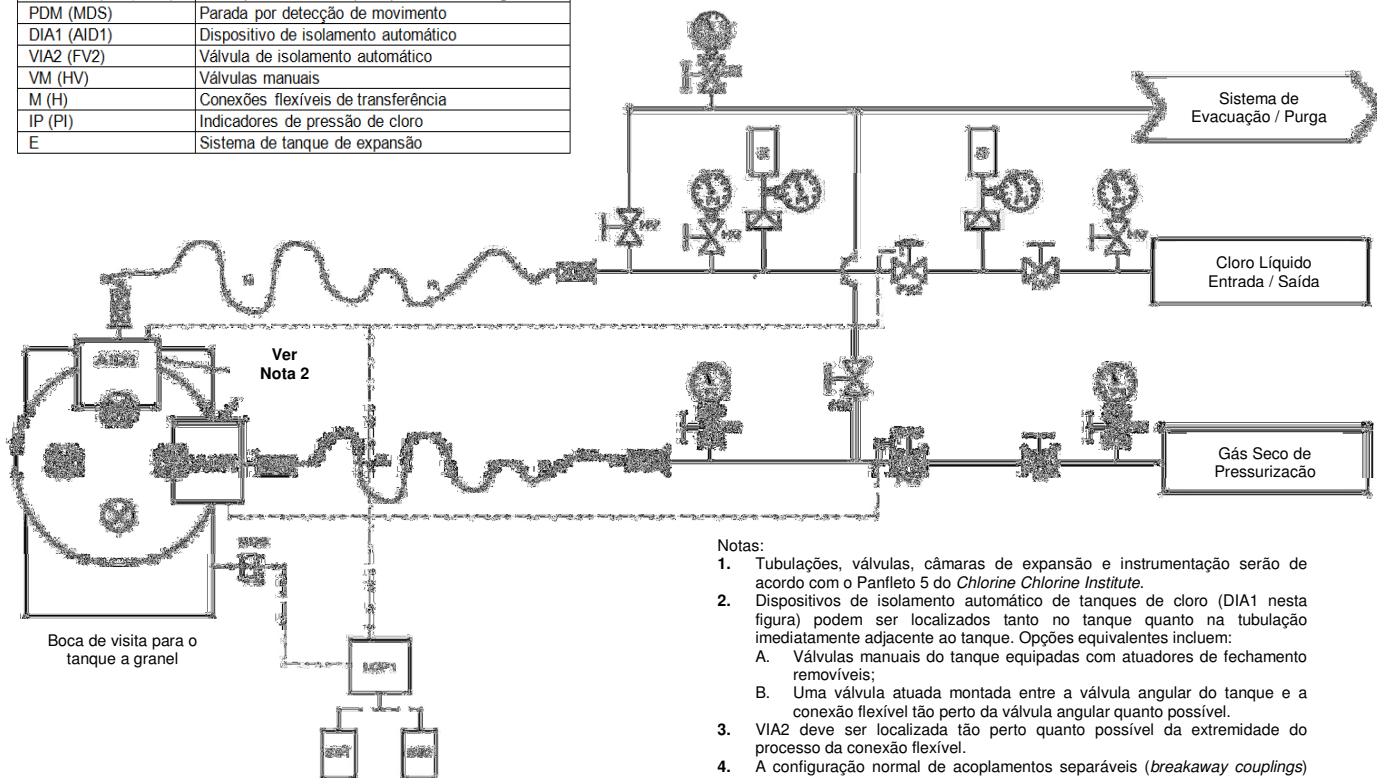 PDM (MDS) Parada por detecção de movimento
DIA1 (AID1) Dispositivo de isolamento automático
VIA2 (FV2) Válvula de isolamento automático
VM (HV) Válvulas manuais
M (H) Conexões flexíveis de transferência
IP (PI) Indicadores de pressão de cloro
E Sistema de tanque de expansão
Sistema de
Evacuação / Purga
HV
HV
HV
Cloro Líquido
Entrada / Saída
AID1
Ver
Nota 2
Gás Seco de
Pressurização
Boca de visita para o
tanque a granel
Notas:
1. Tubulações, válvulas, câmaras de expansão e instrumentação serão de
acordo com o Panfleto 5 do Chlorine Chlorine Institute.
2. Dispositivos de isolamento automático de tanques de cloro (DIA1 nesta
figura) podem ser localizados tanto no tanque quanto na tubulação
imediatamente adjacente ao tanque. Opções equivalentes incluem:
A. Válvulas manuais do tanque equipadas com atuadores de fechamento
removíveis;
B. Uma válvula atuada montada entre a válvula angular do tanque e a
conexão flexível tão perto da válvula angular quanto possível.
3. VIA2 deve ser localizada tão perto quanto possível da extremidade do
processo da conexão flexível.
4. A configuração normal de acoplamentos separáveis (breakaway couplings)